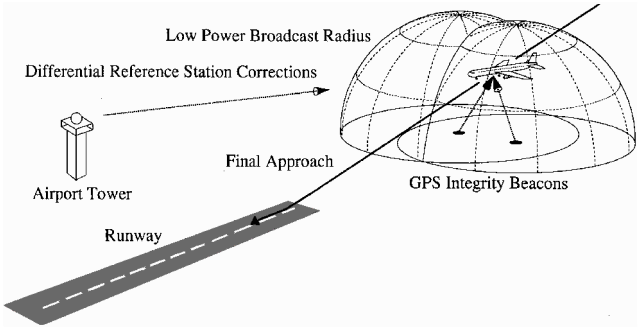 Low Power Broadcast Radius
Differential Reference Station Corrections
Final Approach
GPS Integrity Beacons
Airport Tower
Runway